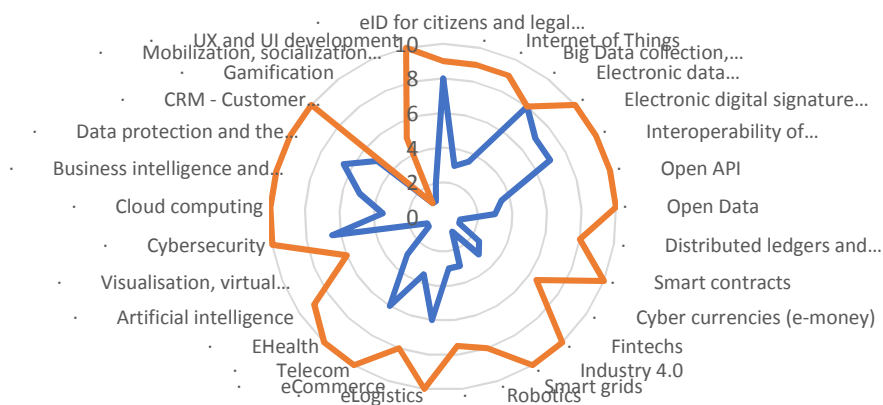 eID for citizens and legal...
Internet of Things
Big Data collection,...
Electronic data...
Electronic digital signature...
Interoperability of...
Open API
Open Data
Distributed ledgers and...
Smart contracts
Cyber currencies (e-money)
Fintechs
Industry 4.0
Smart grids
Robotics
eLogistics
eCommerce
Telecom
EHealth
Artificial intelligence
Visualisation, virtual...
Cybersecurity
Cloud computing
Business intelligence and...
Data protection and the...
CRM - Customer...
Gamification
Mobilization, socialization...
UX and UI development
10
8
6
4
2
0